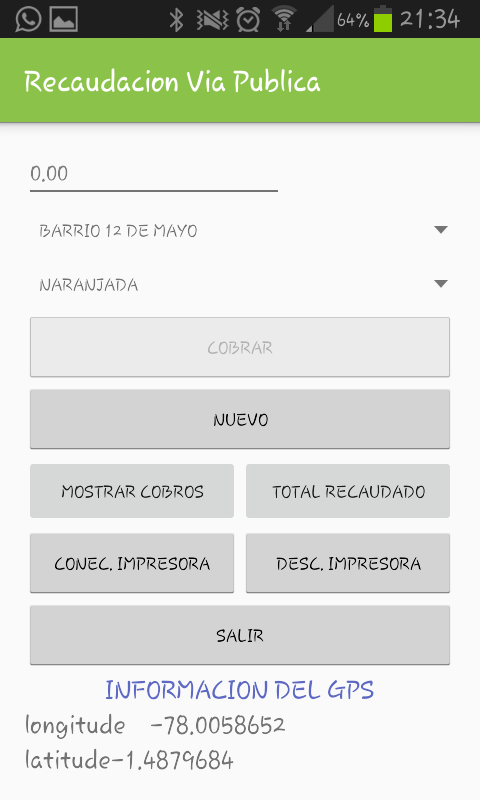 64% 21:34
Recaudacion Via Publica
0.00
BARRIO 12 DE MAYO
NARANJADA
COBRAR
NUEVO
MOSTRAR COBROS TOTAL RECAUDADO
CONEC. IMPRESORA DESC. IMPRESORA
SALIR
INFORMACION DEL GPS
longitude -78.0058652
latitude-1.4879684